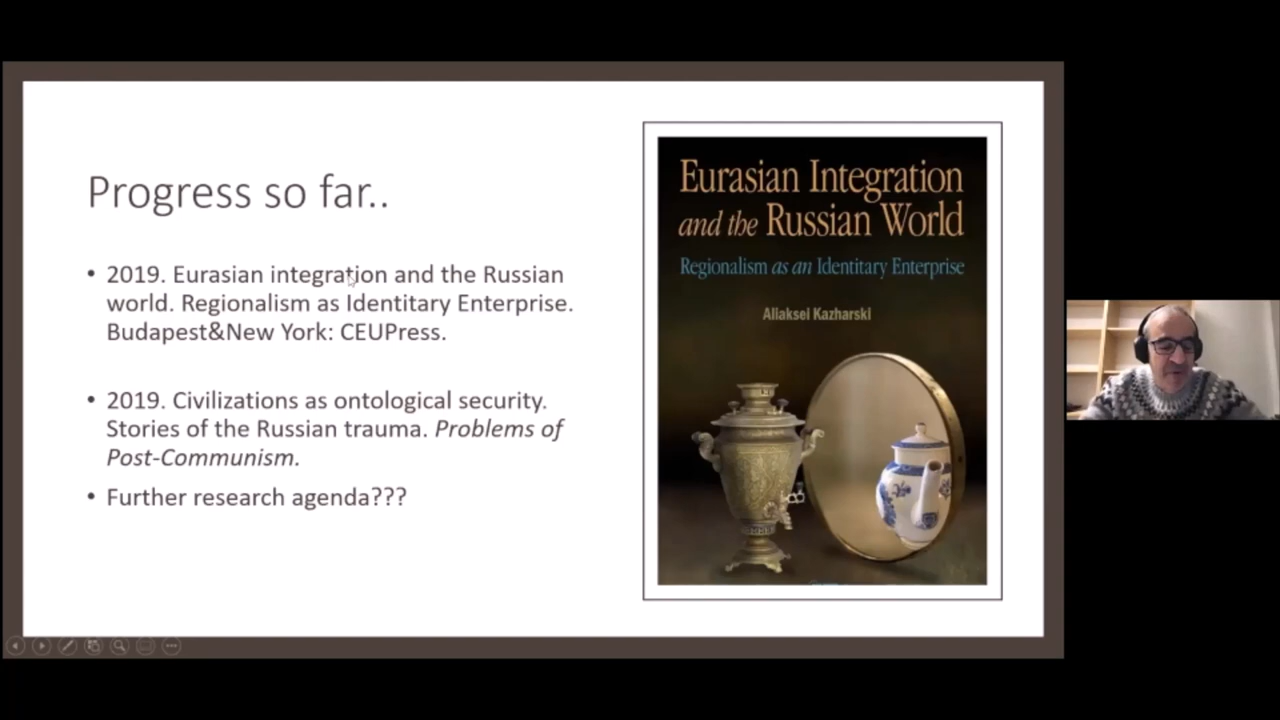 Progress so far..
• 2019. Eurasian integration and the Russian
world. Regionalism as Identitary Enterprise.
Budapest&New York: CEUPress.
• 2019. Civilizations as ontological security.
Stories of the Russian trauma. Problems of
Post-Communism.
• Further research agenda???
Eurasian Integration
and the Russian World
Regionalism as an Identitary Enterprise
Aliaksei Kazharski